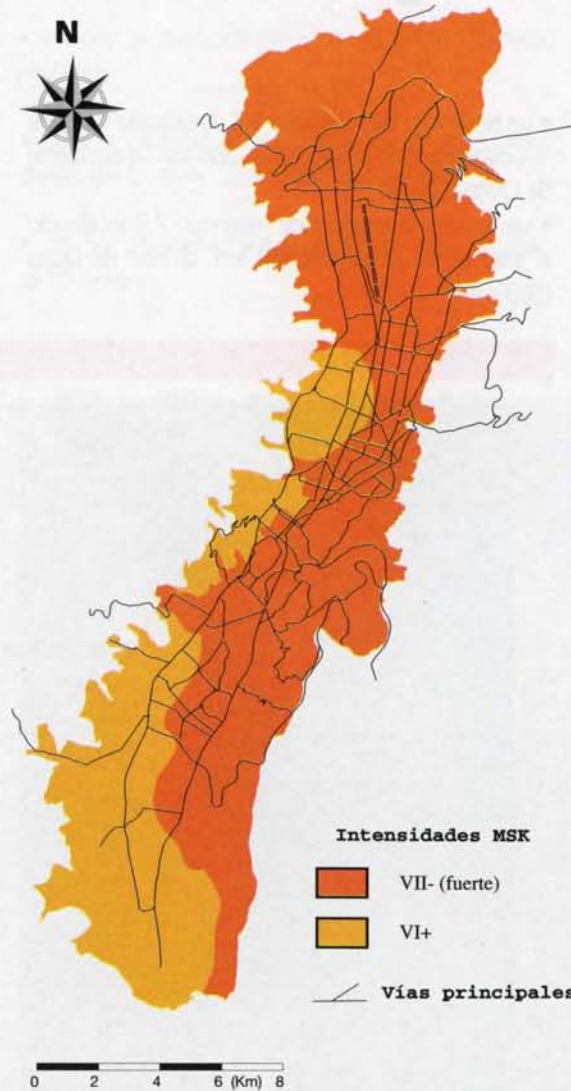 N
Intensidades MSK
VII- (fuerte)
VI+
Vías principales
0 2 4 6 (Km) 8